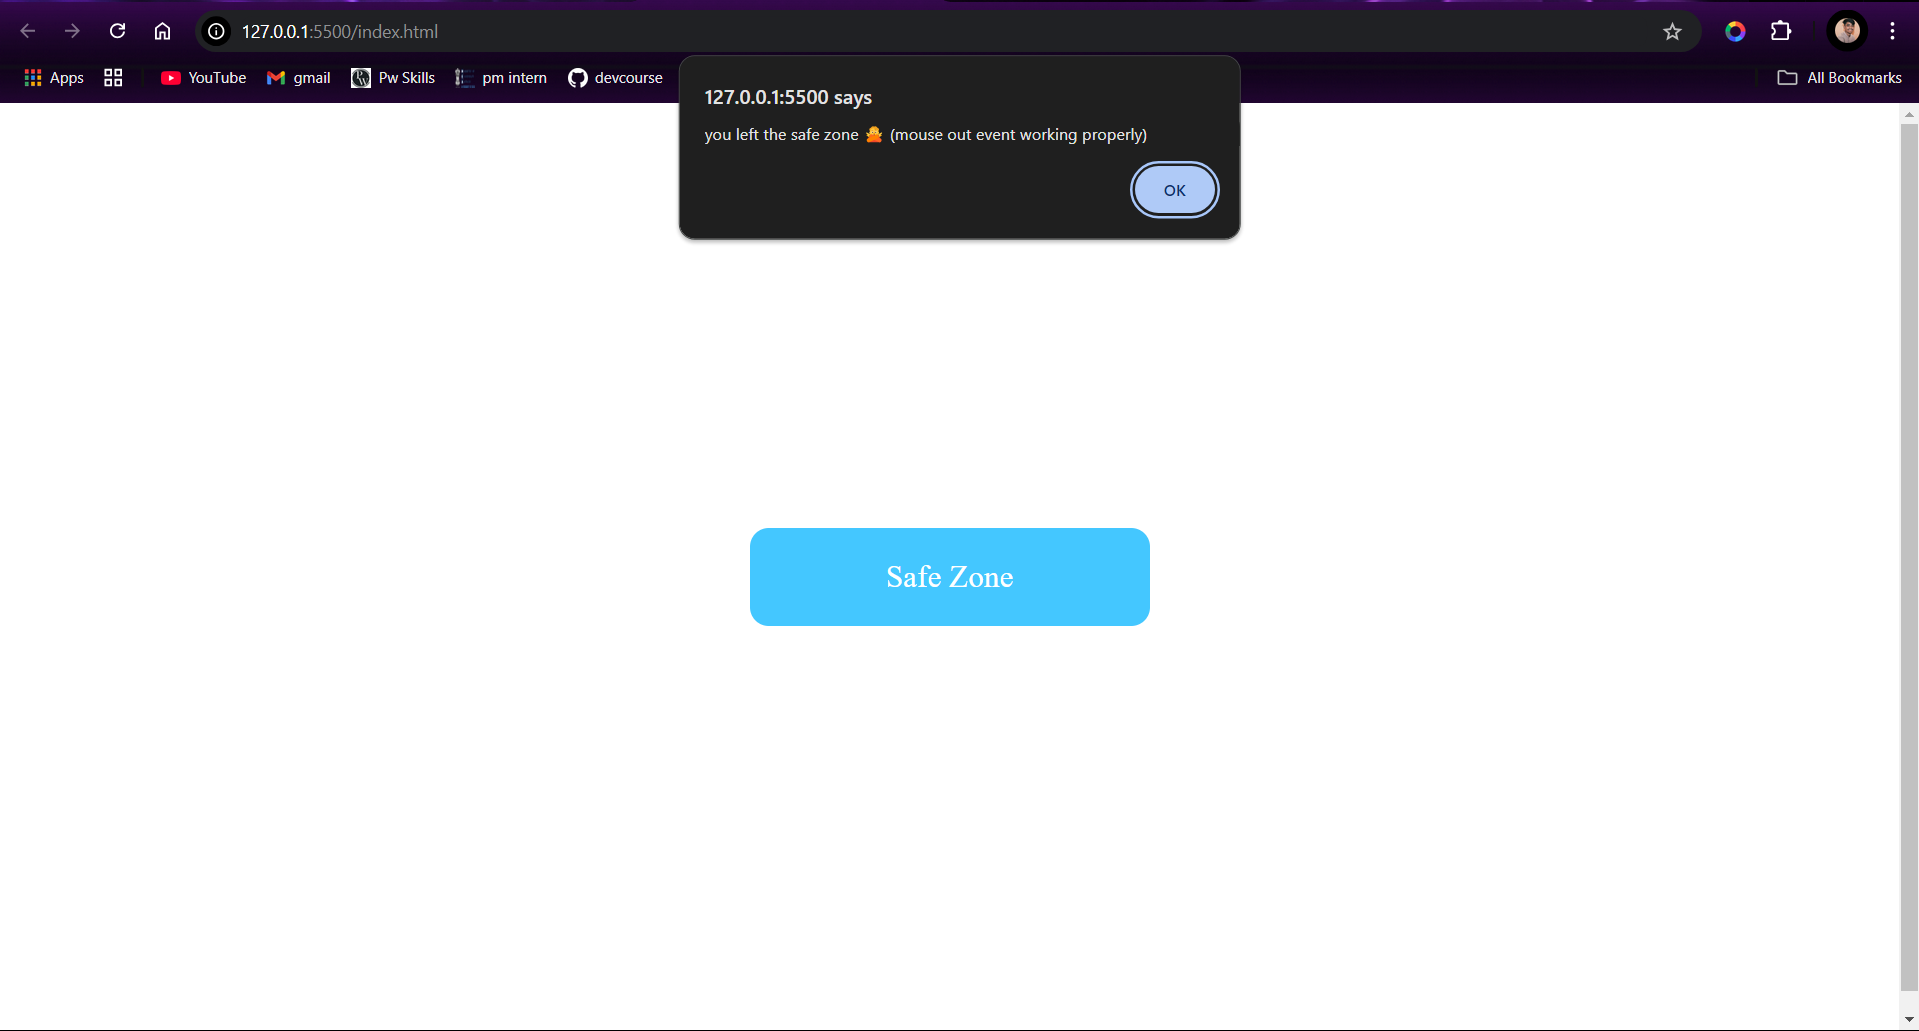 127.0.0.1:5500/index.html
Apps YouTube gmail Pw Skills pm intern devcourse All Bookmarks
127.0.0.1:5500 says
you left the safe zone 🙅 (mouse out event working properly)
OK
Safe Zone